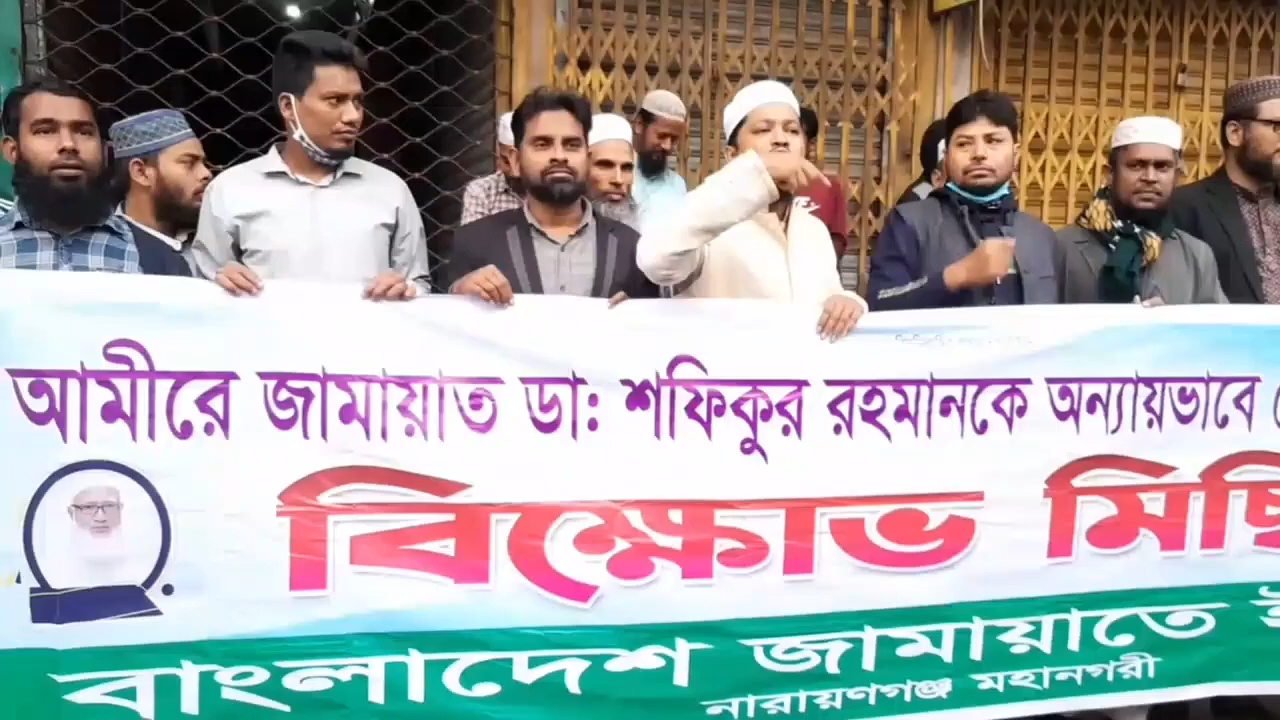 আমীরে জামায়াত ডা: শফিকুর রহমানকে অন্যায়ভাবে
বিক্ষোভ মিছি
বাংলাদেশ জামায়াতে ই
নারায়ণগঞ্জ মহানগরী